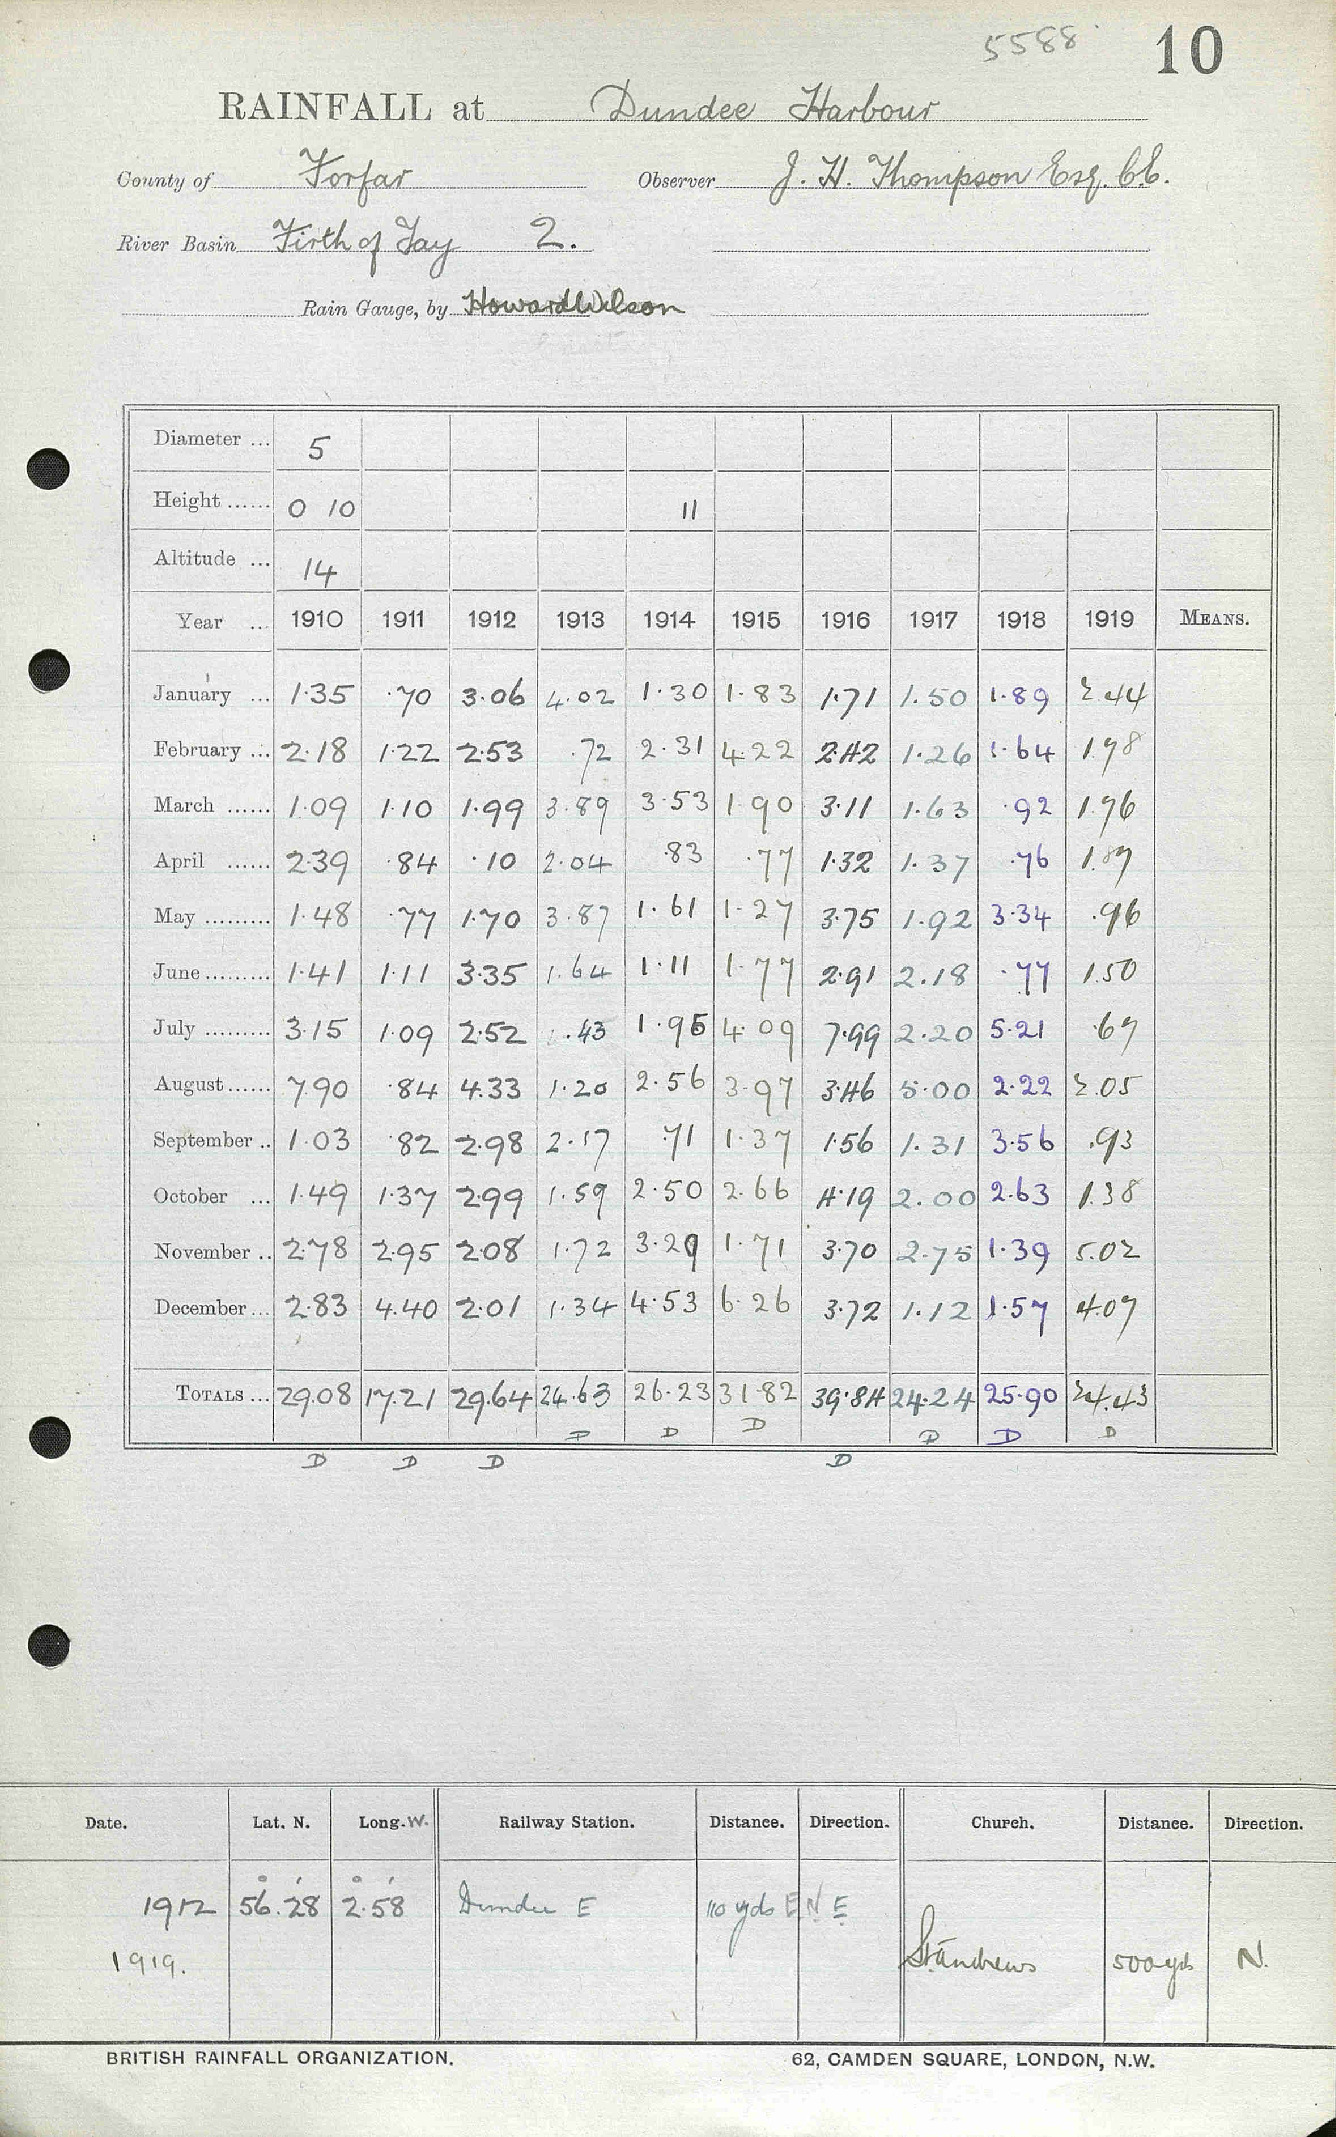 5588 10
RAINFALL at Dundee Harbour
County of Forfar Observer J. H. Thompson Esq. C.E.
River Basin Firth of Tay 2.
Rain Gauge, by Howard Wilson
Diameter ... 5
Height ...... 0 10 11
Altitude ... 14
Year ... 1910 1911 1912 1913 1914 1915 1916 1917 1918 1919 MEANS.
January ... 1.35 .70 3.06 4.02 1.30 1.83 1.71 1.50 1.89 2.44
February ... 2.18 1.22 2.53 .72 2.31 4.22 2.42 1.26 1.64 1.78
March ...... 1.09 1.10 1.99 3.89 3.53 1.90 3.11 1.63 .92 1.76
April ...... 2.39 .84 .10 2.04 .83 .77 1.32 1.37 .76 1.87
May ......... 1.48 .77 1.70 3.87 1.61 1.27 3.75 1.92 3.34 .96
June ......... 1.41 1.11 3.35 1.64 1.11 1.77 2.91 2.18 .77 1.50
July ......... 3.15 1.09 2.52 .43 1.95 4.09 7.99 2.20 5.21 .67
August ...... 7.90 .84 4.33 1.20 2.56 3.97 3.46 5.00 2.22 2.05
September .. 1.03 .82 2.98 2.17 .71 1.37 1.56 1.31 3.56 .93
October ... 1.49 1.37 2.99 1.59 2.50 2.66 4.19 2.00 2.63 1.38
November .. 2.78 2.95 2.08 1.72 3.29 1.71 3.70 2.75 1.39 5.02
December ... 2.83 4.40 2.01 1.34 4.53 6.26 3.72 1.12 1.57 4.07
TOTALS ... 29.08 17.21 29.64 24.63 26.23 31.82 39.84 24.24 25.90 24.43
D D D D D D
D D D D
Date. Lat. N. Long. W. Railway Station. Distance. Direction. Church. Distance. Direction.
1912 56° 28' 2° 58' Dundee E 110 yds E N E
1919. St. Andrews 500 yds N.
BRITISH RAINFALL ORGANIZATION. 62, CAMDEN SQUARE, LONDON, N.W.